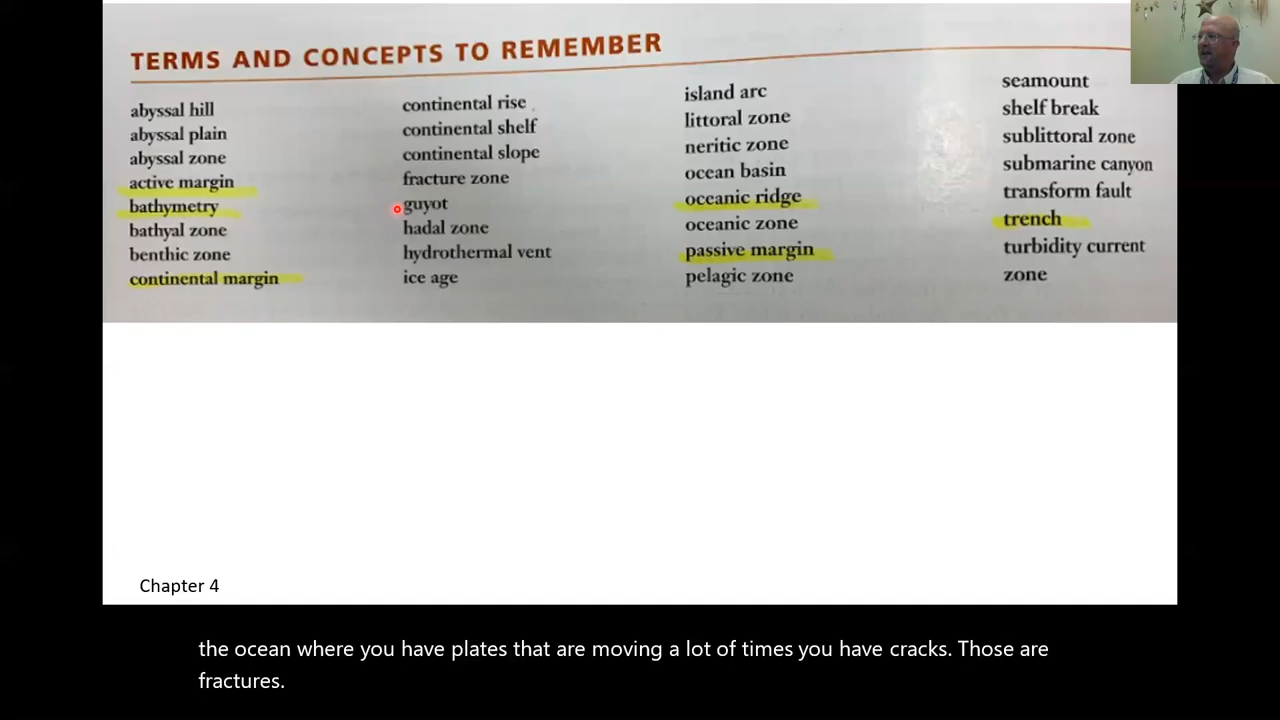 TERMS AND CONCEPTS TO REMEMBER
abyssal hill
abyssal plain
abyssal zone
active margin
bathymetry
bathyal zone
benthic zone
continental margin
continental rise
continental shelf
continental slope
fracture zone
guyot
hadal zone
hydrothermal vent
ice age
island arc
littoral zone
neritic zone
ocean basin
oceanic ridge
oceanic zone
passive margin
pelagic zone
seamount
shelf break
sublittoral zone
submarine canyon
transform fault
trench
turbidity current
zone
Chapter 4
the ocean where you have plates that are moving a lot of times you have cracks. Those are
fractures.